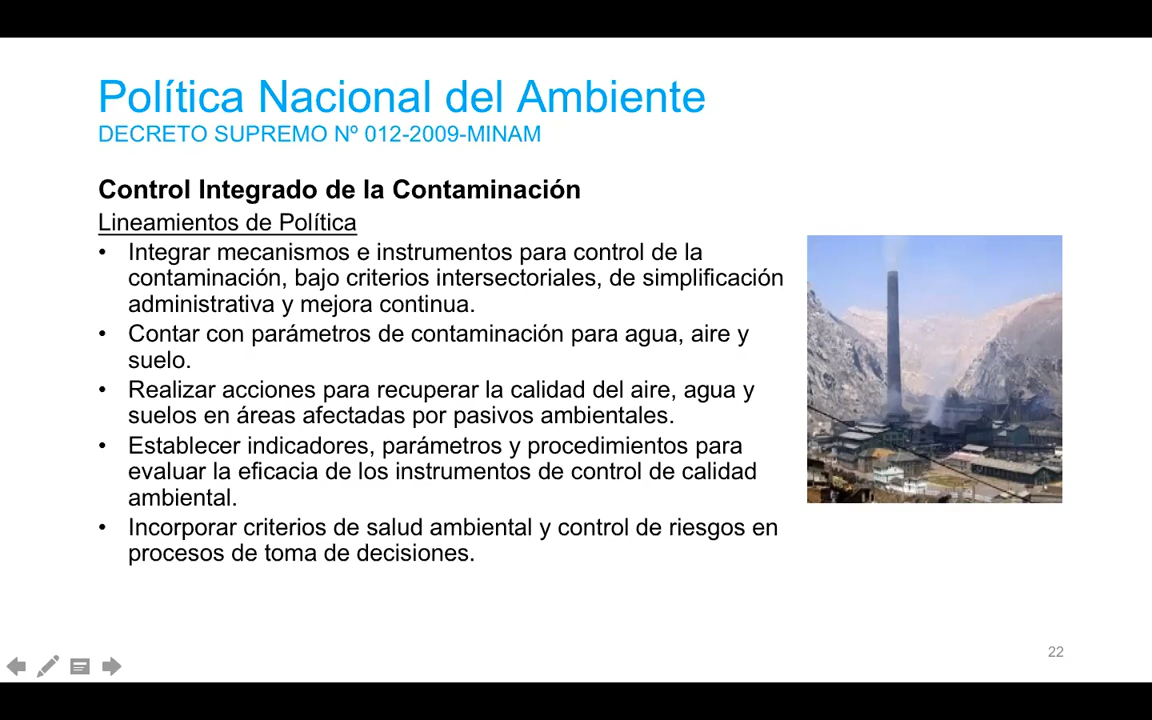 Política Nacional del Ambiente
DECRETO SUPREMO Nº 012-2009-MINAM
Control Integrado de la Contaminación
Lineamientos de Política
• Integrar mecanismos e instrumentos para control de la
contaminación, bajo criterios intersectoriales, de simplificación
administrativa y mejora continua.
• Contar con parámetros de contaminación para agua, aire y
suelo.
• Realizar acciones para recuperar la calidad del aire, agua y
suelos en áreas afectadas por pasivos ambientales.
• Establecer indicadores, parámetros y procedimientos para
evaluar la eficacia de los instrumentos de control de calidad
ambiental.
• Incorporar criterios de salud ambiental y control de riesgos en
procesos de toma de decisiones.
22